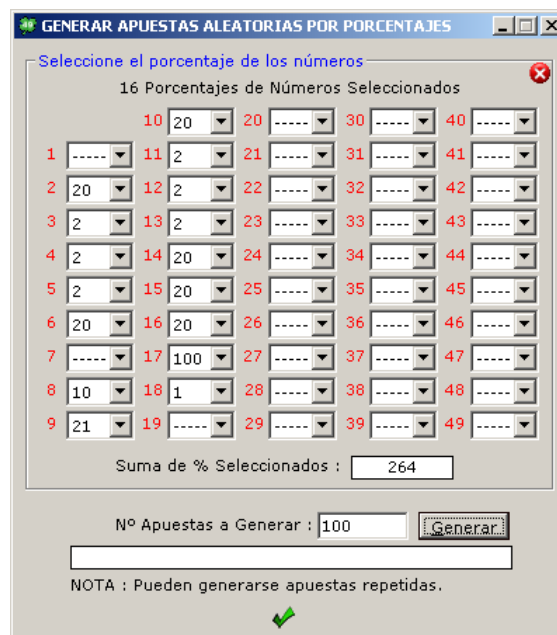 GENERAR APUESTAS ALEATORIAS POR PORCENTAJES
Seleccione el porcentaje de los números
16 Porcentajes de Números Seleccionados
10 20 20 ----- 30 ----- 40 -----
1 ----- 11 2 21 ----- 31 ----- 41 -----
2 20 12 2 22 ----- 32 ----- 42 -----
3 2 13 2 23 ----- 33 ----- 43 -----
4 2 14 20 24 ----- 34 ----- 44 -----
5 2 15 20 25 ----- 35 ----- 45 -----
6 20 16 20 26 ----- 36 ----- 46 -----
7 ----- 17 100 27 ----- 37 ----- 47 -----
8 10 18 1 28 ----- 38 ----- 48 -----
9 21 19 ----- 29 ----- 39 ----- 49 -----
Suma de % Seleccionados : 264
Nº Apuestas a Generar : 100 Generar
NOTA : Pueden generarse apuestas repetidas.